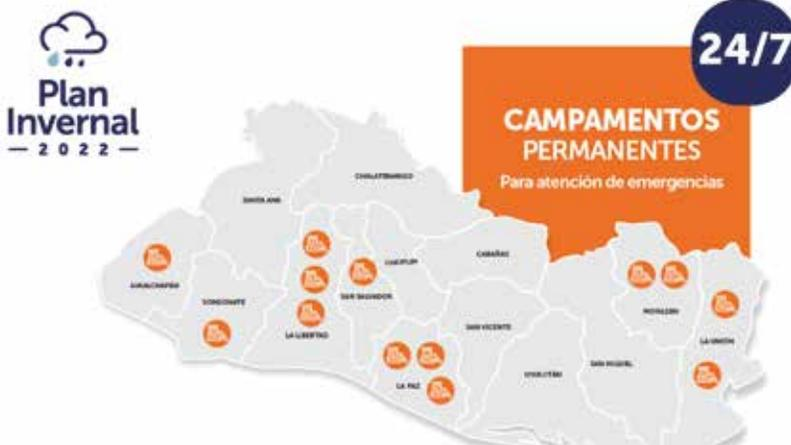 Plan
Invernal
— 2022 —
24/7
CAMPAMENTOS
PERMANENTES
Para atención de emergencias
CHALATENANGO
SANTA ANA
CABAÑAS
CUSCATLÁN
AHUACHAPÁN
SONSONATE
SAN SALVADOR
LA LIBERTAD
MORAZÁN
SAN VICENTE
LA UNIÓN
SAN MIGUEL
USULUTÁN
LA PAZ